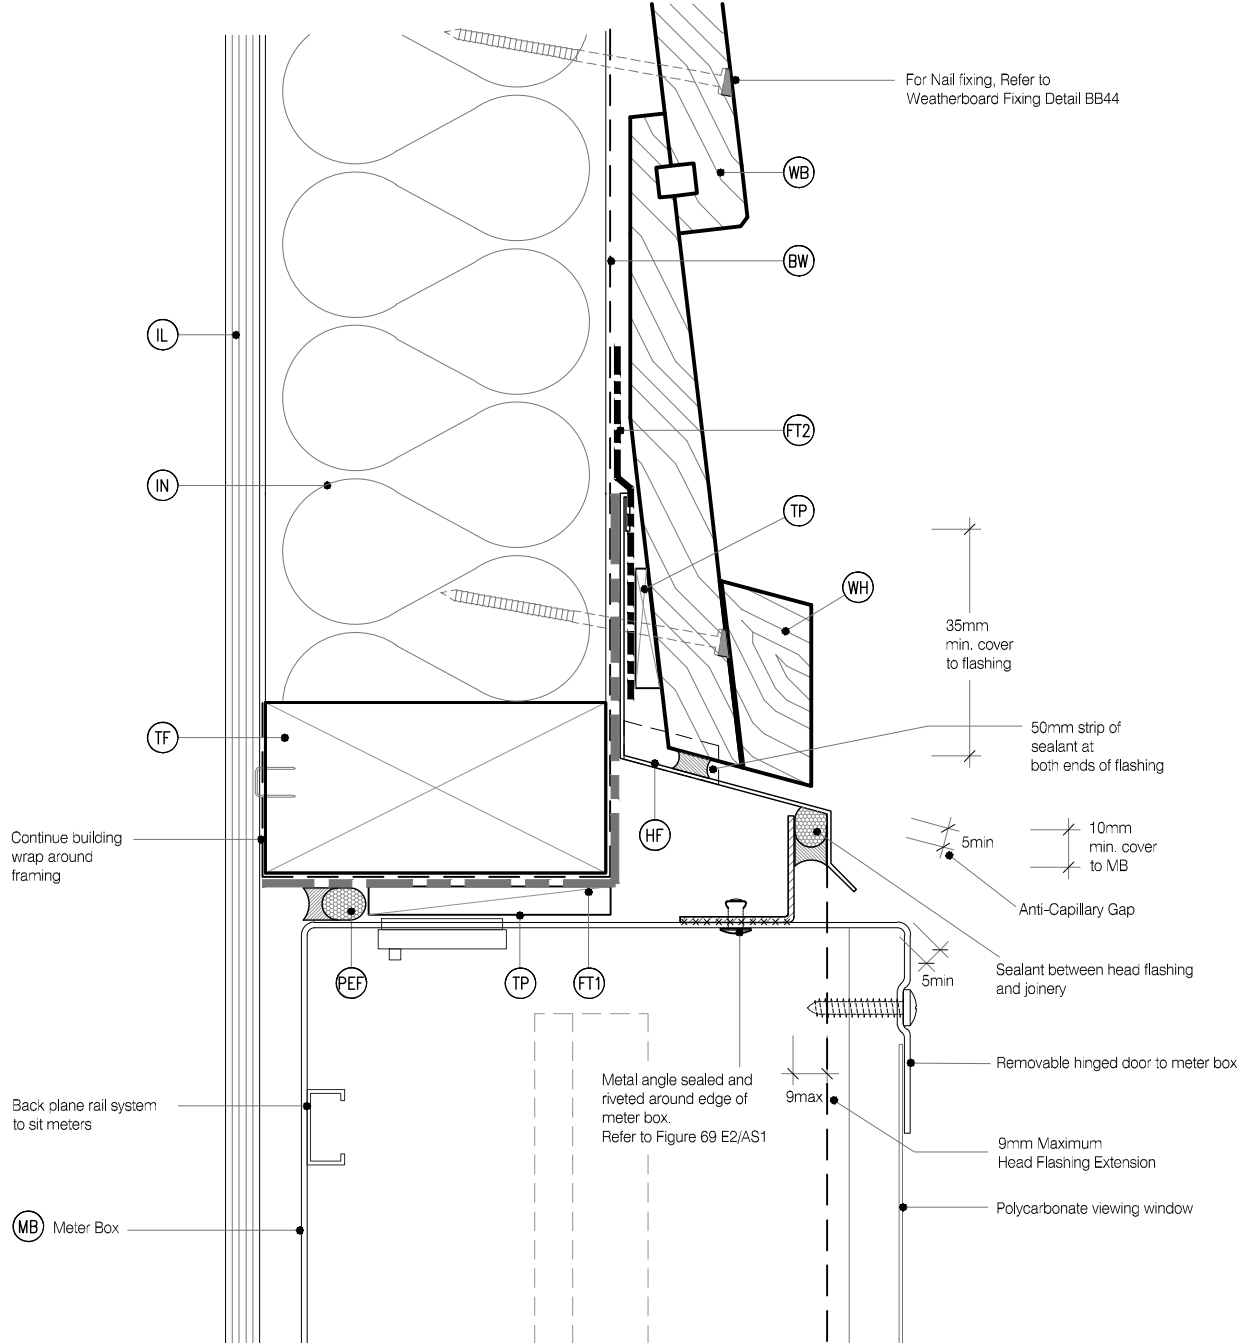 For Nail fixing, Refer to
Weatherboard Fixing Detail BB44
WB
BW
IL
FT2
IN
TP
WH
35mm
min. cover
to flashing
TF
50mm strip of
sealant at
both ends of flashing
HF
Continue building
wrap around
framing
5min
10mm
min. cover
to MB
Anti-Capillary Gap
PEF
TP
FT1
5min
Sealant between head flashing
and joinery
Removable hinged door to meter box
Metal angle sealed and
riveted around edge of
meter box.
Refer to Figure 69 E2/AS1
9max
Back plane rail system
to sit meters
9mm Maximum
Head Flashing Extension
Polycarbonate viewing window
MB Meter Box